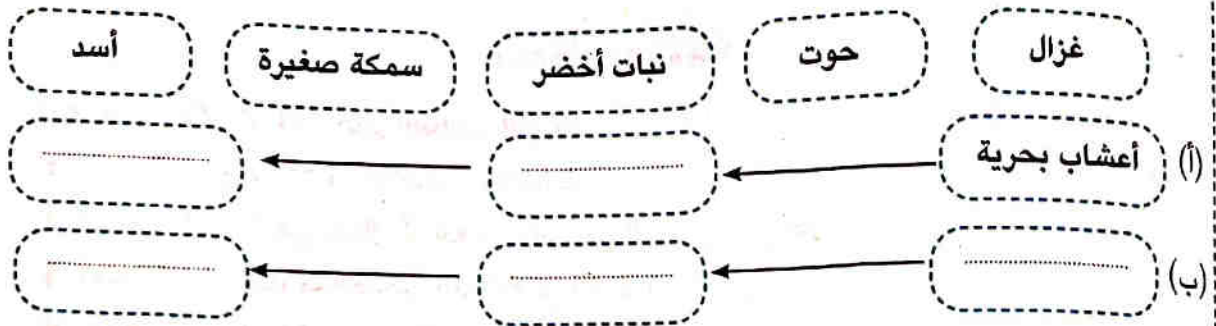 غزال حوت نبات أخضر سمكة صغيرة أسد
(أ) أعشاب بحرية ........................ ........................
(ب) ........................ ........................ ........................